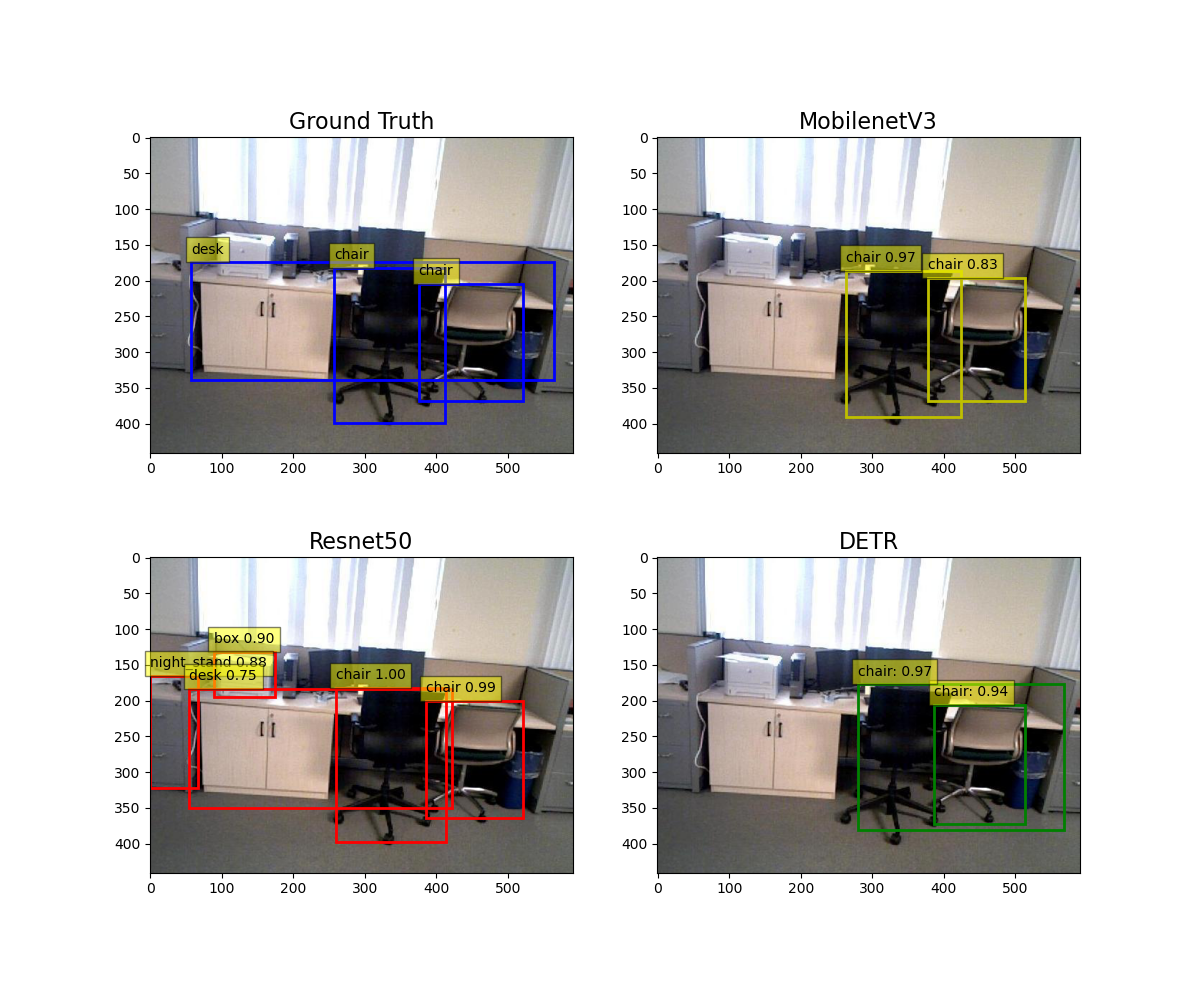 Ground Truth
0
50
100
150
200
250
300
350
400
0 100 200 300 400 500
desk
chair
chair
MobilenetV3
0
50
100
150
200
250
300
350
400
0 100 200 300 400 500
chair 0.97
chair 0.83
Resnet50
0
50
100
150
200
250
300
350
400
0 100 200 300 400 500
box 0.90
night_stand 0.88
desk 0.75
chair 1.00
chair 0.99
DETR
0
50
100
150
200
250
300
350
400
0 100 200 300 400 500
chair: 0.97
chair: 0.94